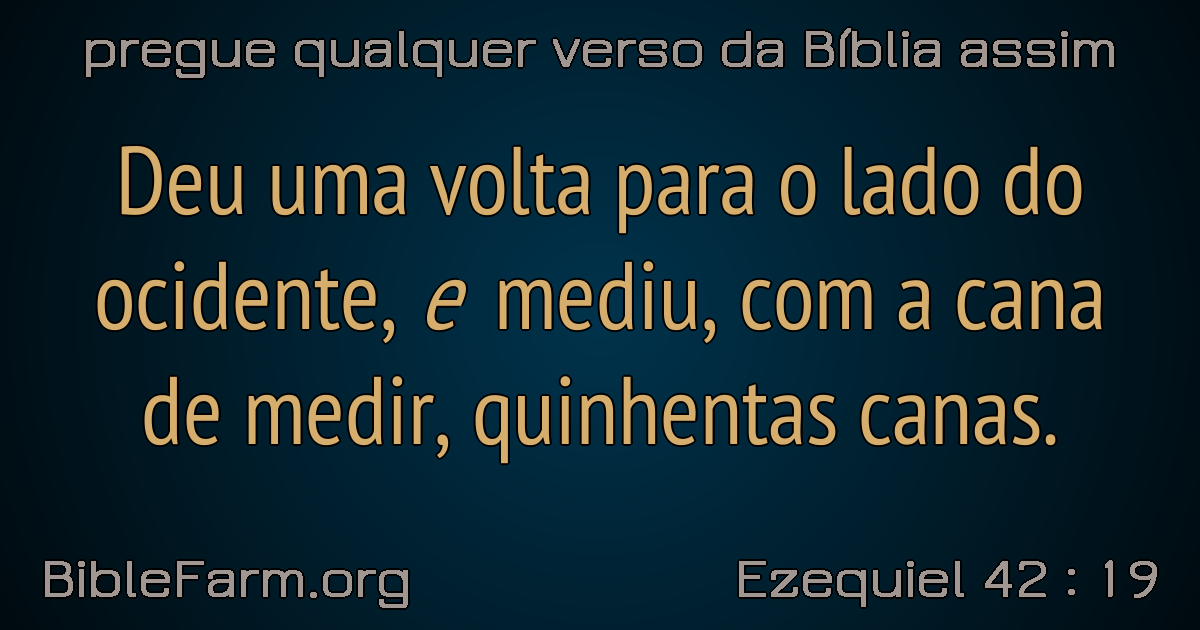 pregue qualquer verso da Bíblia assim
Deu uma volta para o lado do
ocidente, e mediu, com a cana
de medir, quinhentas canas.
BibleFarm.org
Ezequiel 42 : 19